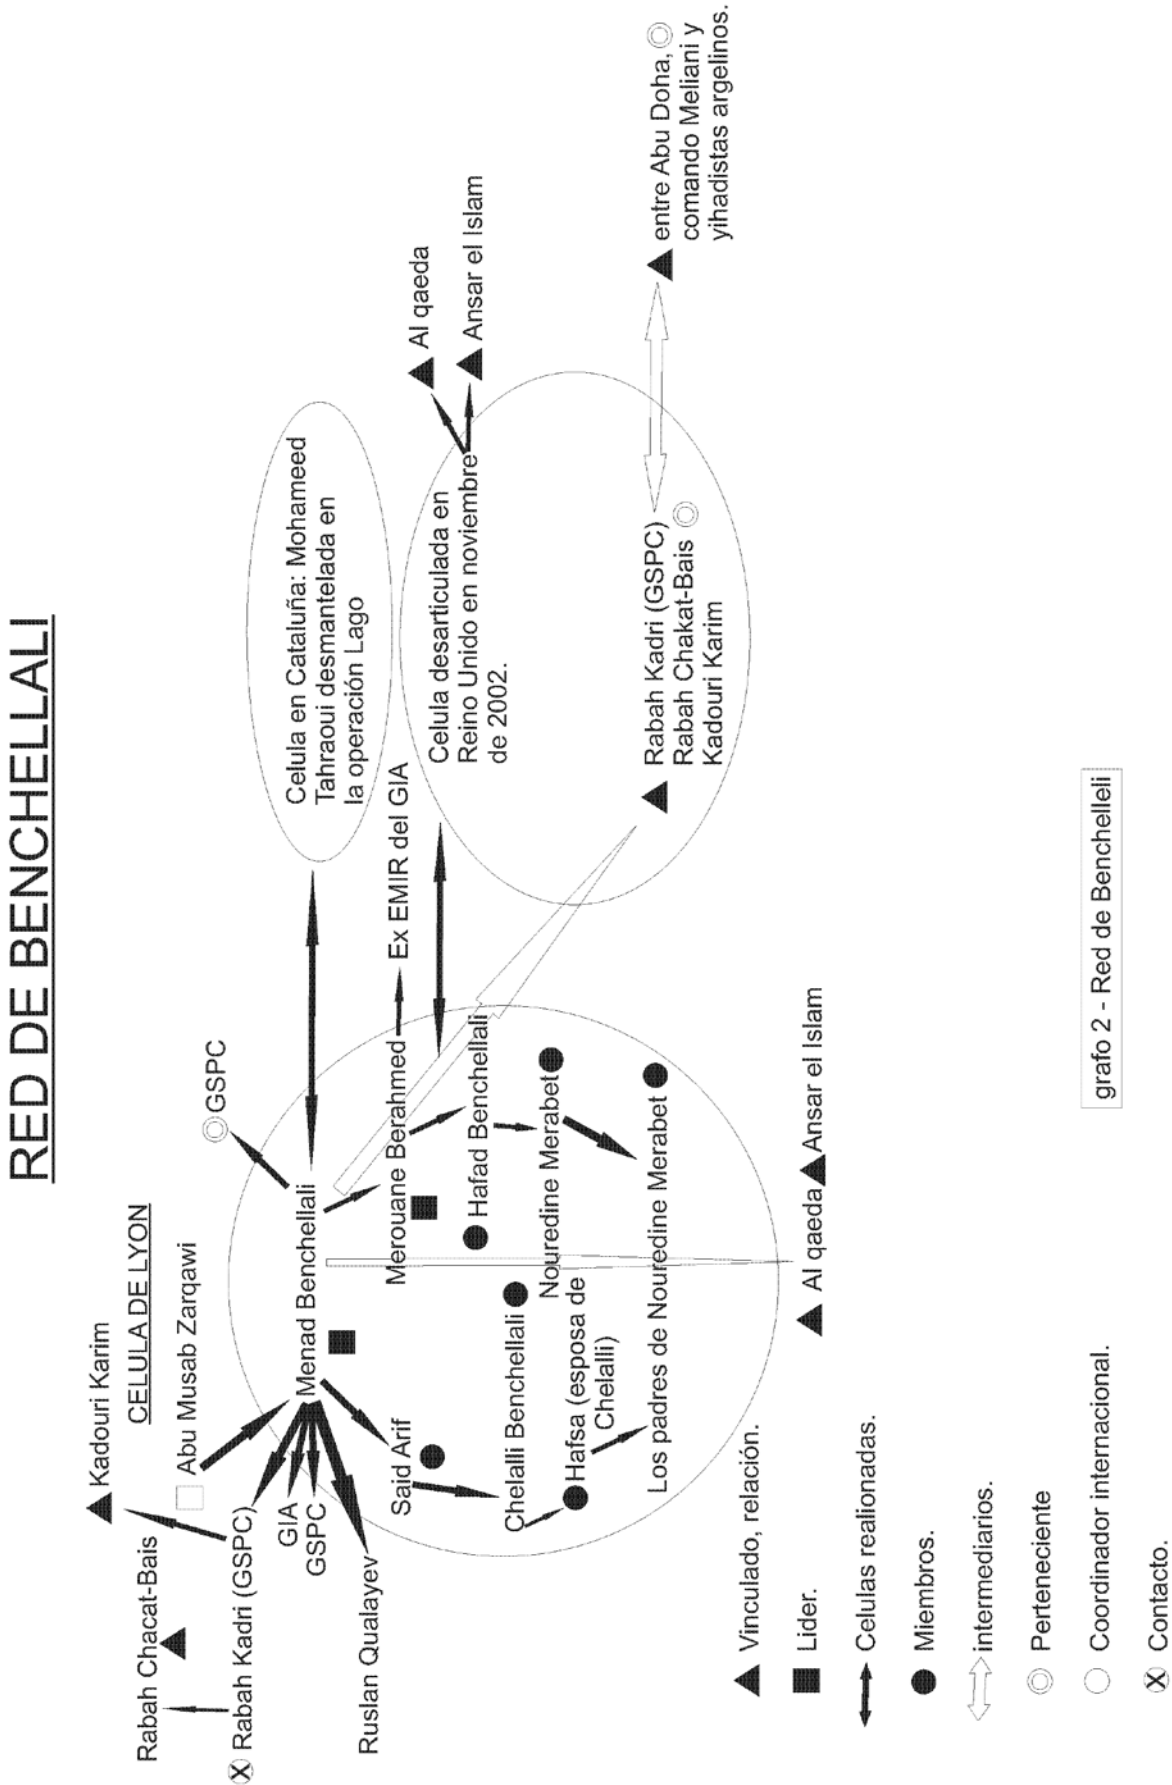 RED DE BENCHELLALI
Kadouri Karim
CELULA DE LYON
Rabah Chacat-Bais
Abu Musab Zarqawi
GSPC
X Rabah Kadri (GSPC)
GIA
GSPC
Menad Benchellali
Ruslan Qualayev
Said Arif
Merouane Berahmed
Ex EMIR del GIA
Hafad Benchellali
Chelalli Benchellali
Nouredine Merabet
Hafsa (esposa de
Chelalli)
Los padres de Nouredine Merabet
Al qaeda
Ansar el Islam
Celula en Cataluña: Mohameed
Tahraoui desmantelada en
la operación Lago
Celula desarticulada en
Reino Unido en noviembre
de 2002.
Al qaeda
Ansar el Islam
Rabah Kadri (GSPC)
Rabah Chakat-Bais
Kadouri Karim
entre Abu Doha,
comando Meliani y
yihadistas argelinos.
Vinculado, relación.
Lider.
Celulas realionadas.
Miembros.
intermediarios.
Perteneciente
Coordinador internacional.
X Contacto.
grafo 2 - Red de Benchelleli